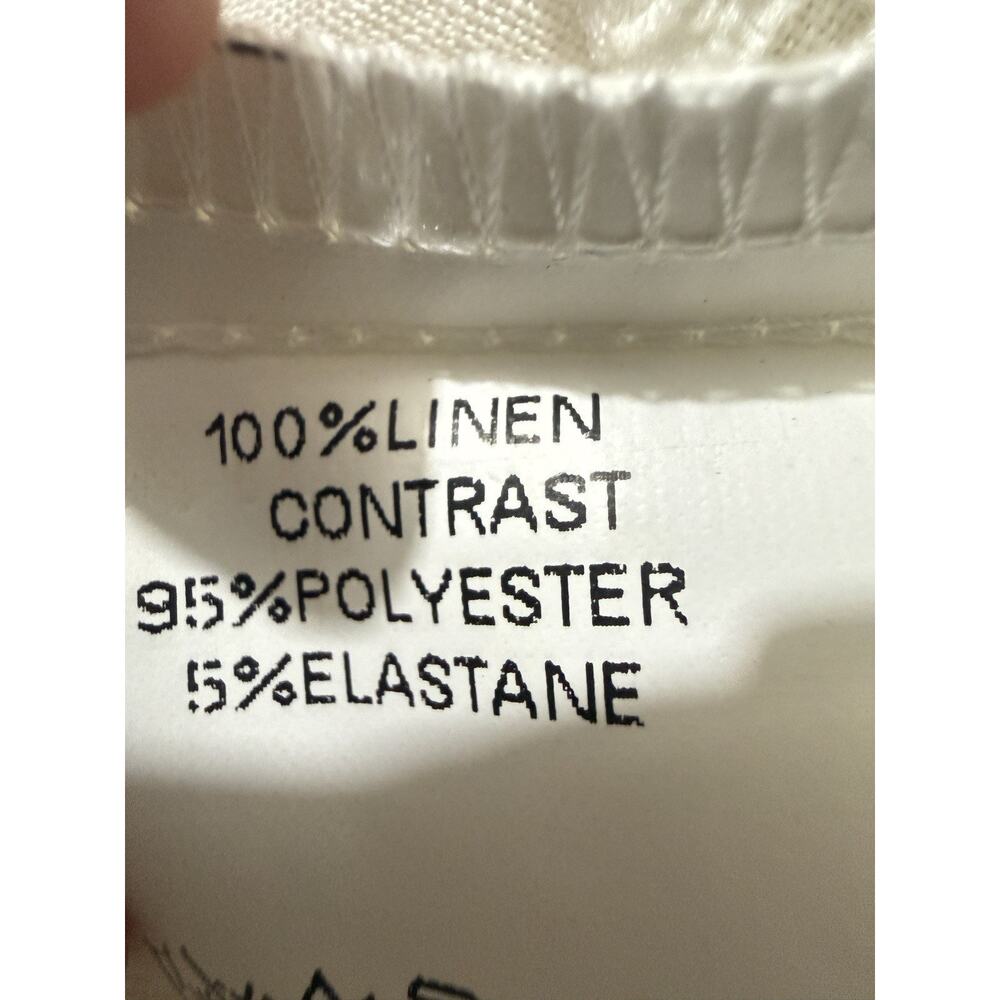 100%LINEN
CONTRAST
95%POLYESTER
5%ELASTANE